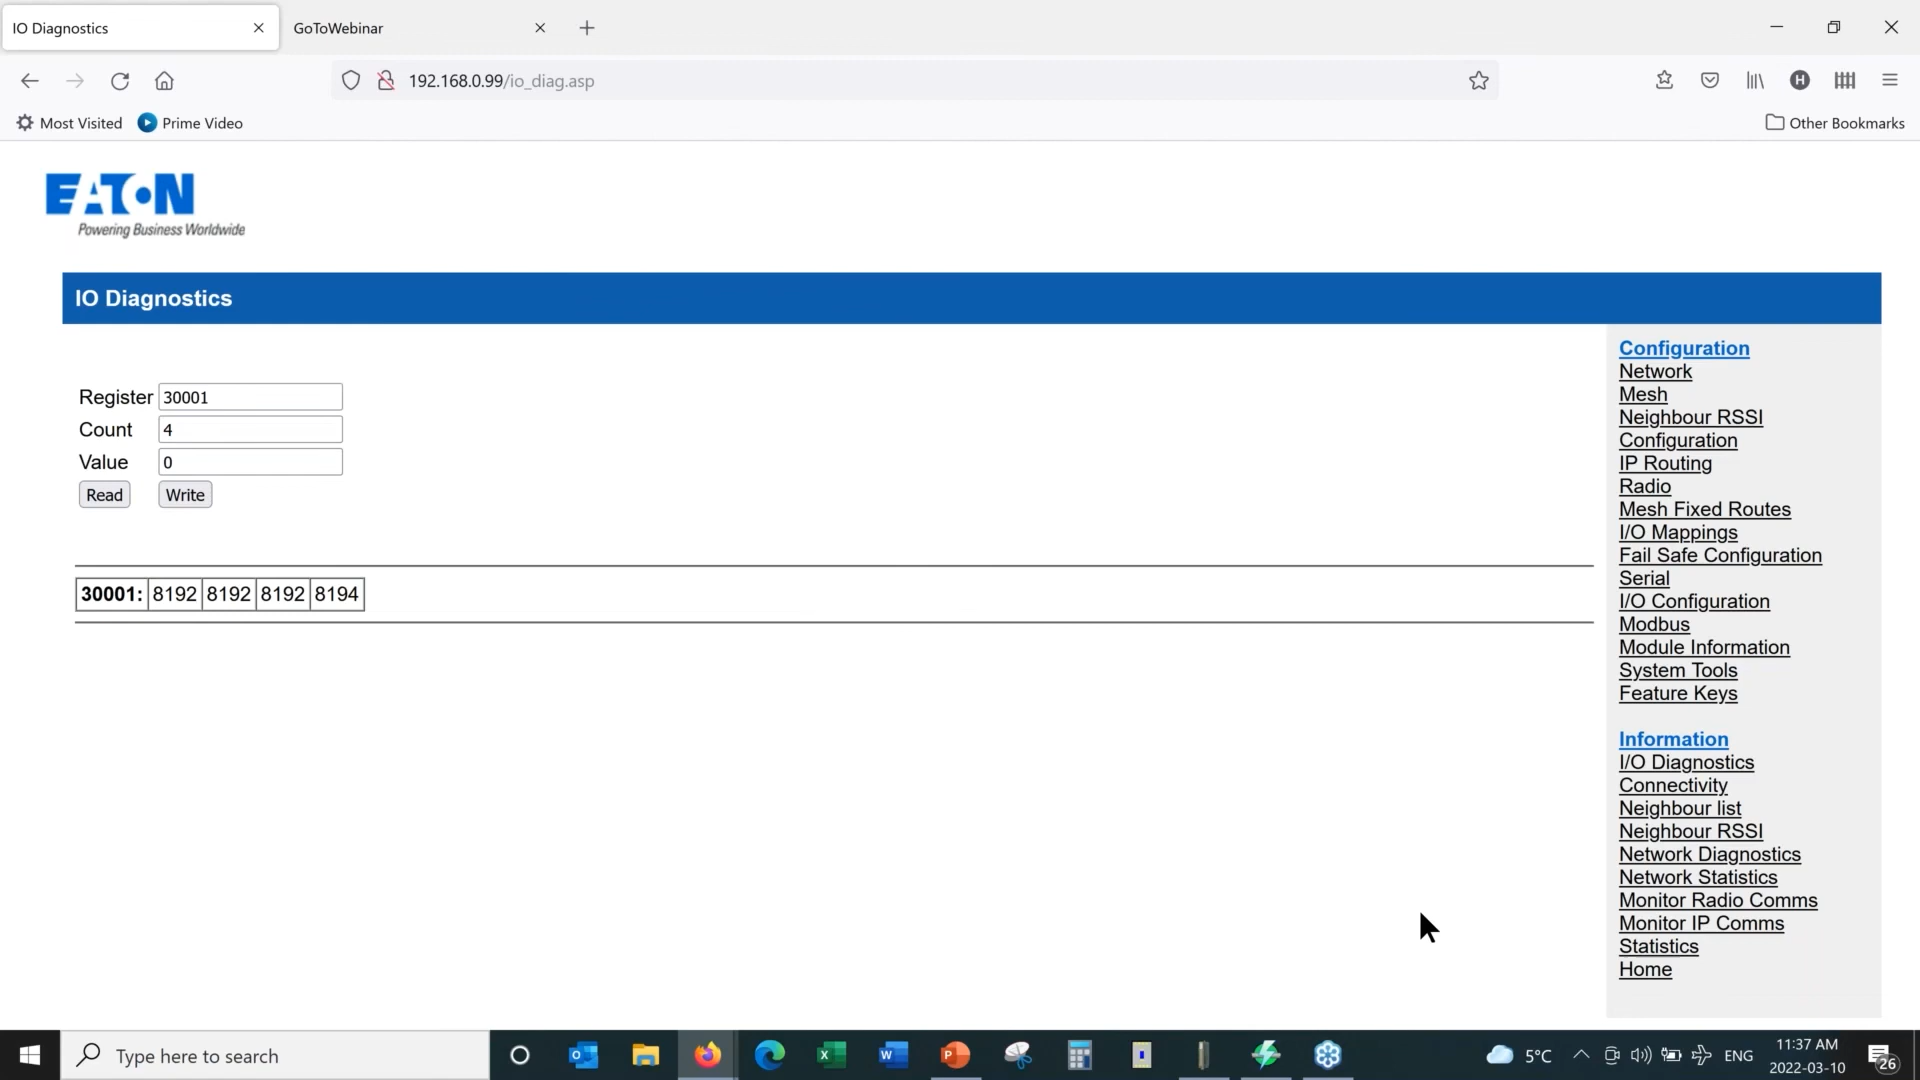 IO Diagnostics
GoToWebinar
192.168.0.99/io_diag.asp
H
Most Visited
Prime Video
Other Bookmarks
EATON
Powering Business Worldwide
IO Diagnostics
Register 30001
Count 4
Value 0
Read Write
30001: 8192 8192 8192 8194
Configuration
Network
Mesh
Neighbour RSSI
Configuration
IP Routing
Radio
Mesh Fixed Routes
I/O Mappings
Fail Safe Configuration
Serial
I/O Configuration
Modbus
Module Information
System Tools
Feature Keys
Information
I/O Diagnostics
Connectivity
Neighbour list
Neighbour RSSI
Network Diagnostics
Network Statistics
Monitor Radio Comms
Monitor IP Comms
Statistics
Home
Type here to search
5°C
ENG
11:37 AM
2022-03-10
26